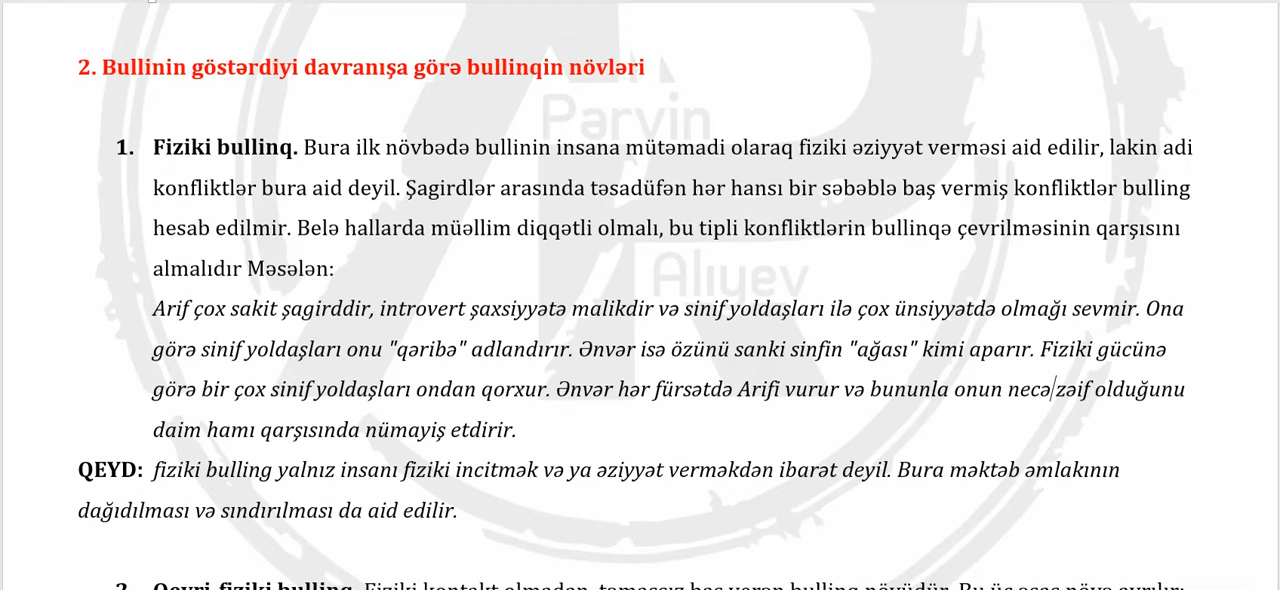 2. Bullinin göstərdiyi davranışa görə bullinqin növləri
Pərvin
1. Fiziki bullinq. Bura ilk növbədə bullinin insana mütəmadi olaraq fiziki əziyyət verməsi aid edilir, lakin adi
konfliktlər bura aid deyil. Şagirdlər arasında təsadüfən hər hansı bir səbəblə baş vermiş konfliktlər bulling
hesab edilmir. Belə hallarda müəllim diqqətli olmalı, bu tipli konfliktlərin bullinqə çevrilməsinin qarşısını
almalıdır Məsələn:
Alıyev
Arif çox sakit şagirddir, introvert şəxsiyyətə malikdir və sinif yoldaşları ilə çox ünsiyyətdə olmağı sevmir. Ona
görə sinif yoldaşları onu "qəribə" adlandırır. Ənvər isə özünü sanki sinfin "ağası" kimi aparır. Fiziki gücünə
görə bir çox sinif yoldaşları ondan qorxur. Ənvər hər fürsətdə Arifi vurur və bununla onun necə zəif olduğunu
daim hamı qarşısında nümayiş etdirir.
QEYD: fiziki bulling yalnız insanı fiziki incitmək və ya əziyyət verməkdən ibarət deyil. Bura məktəb əmlakının
dağıdılması və sındırılması da aid edilir.